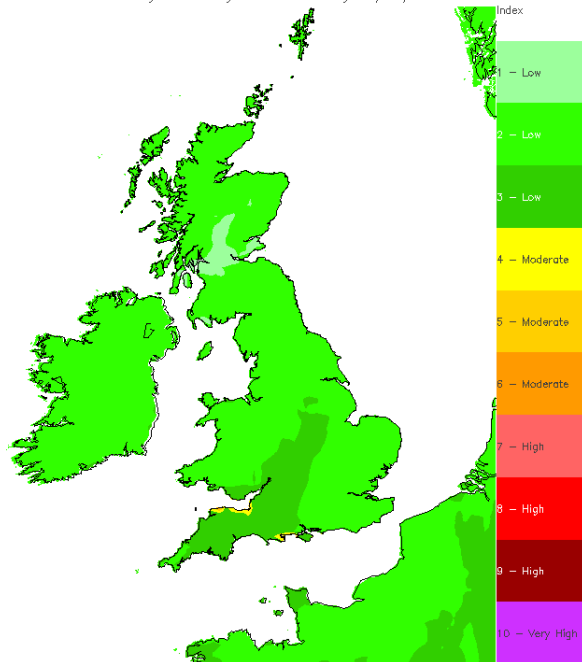 Index
1 - Low
2 - Low
3 - Low
4 - Moderate
5 - Moderate
6 - Moderate
7 - High
8 - High
9 - High
10 - Very High